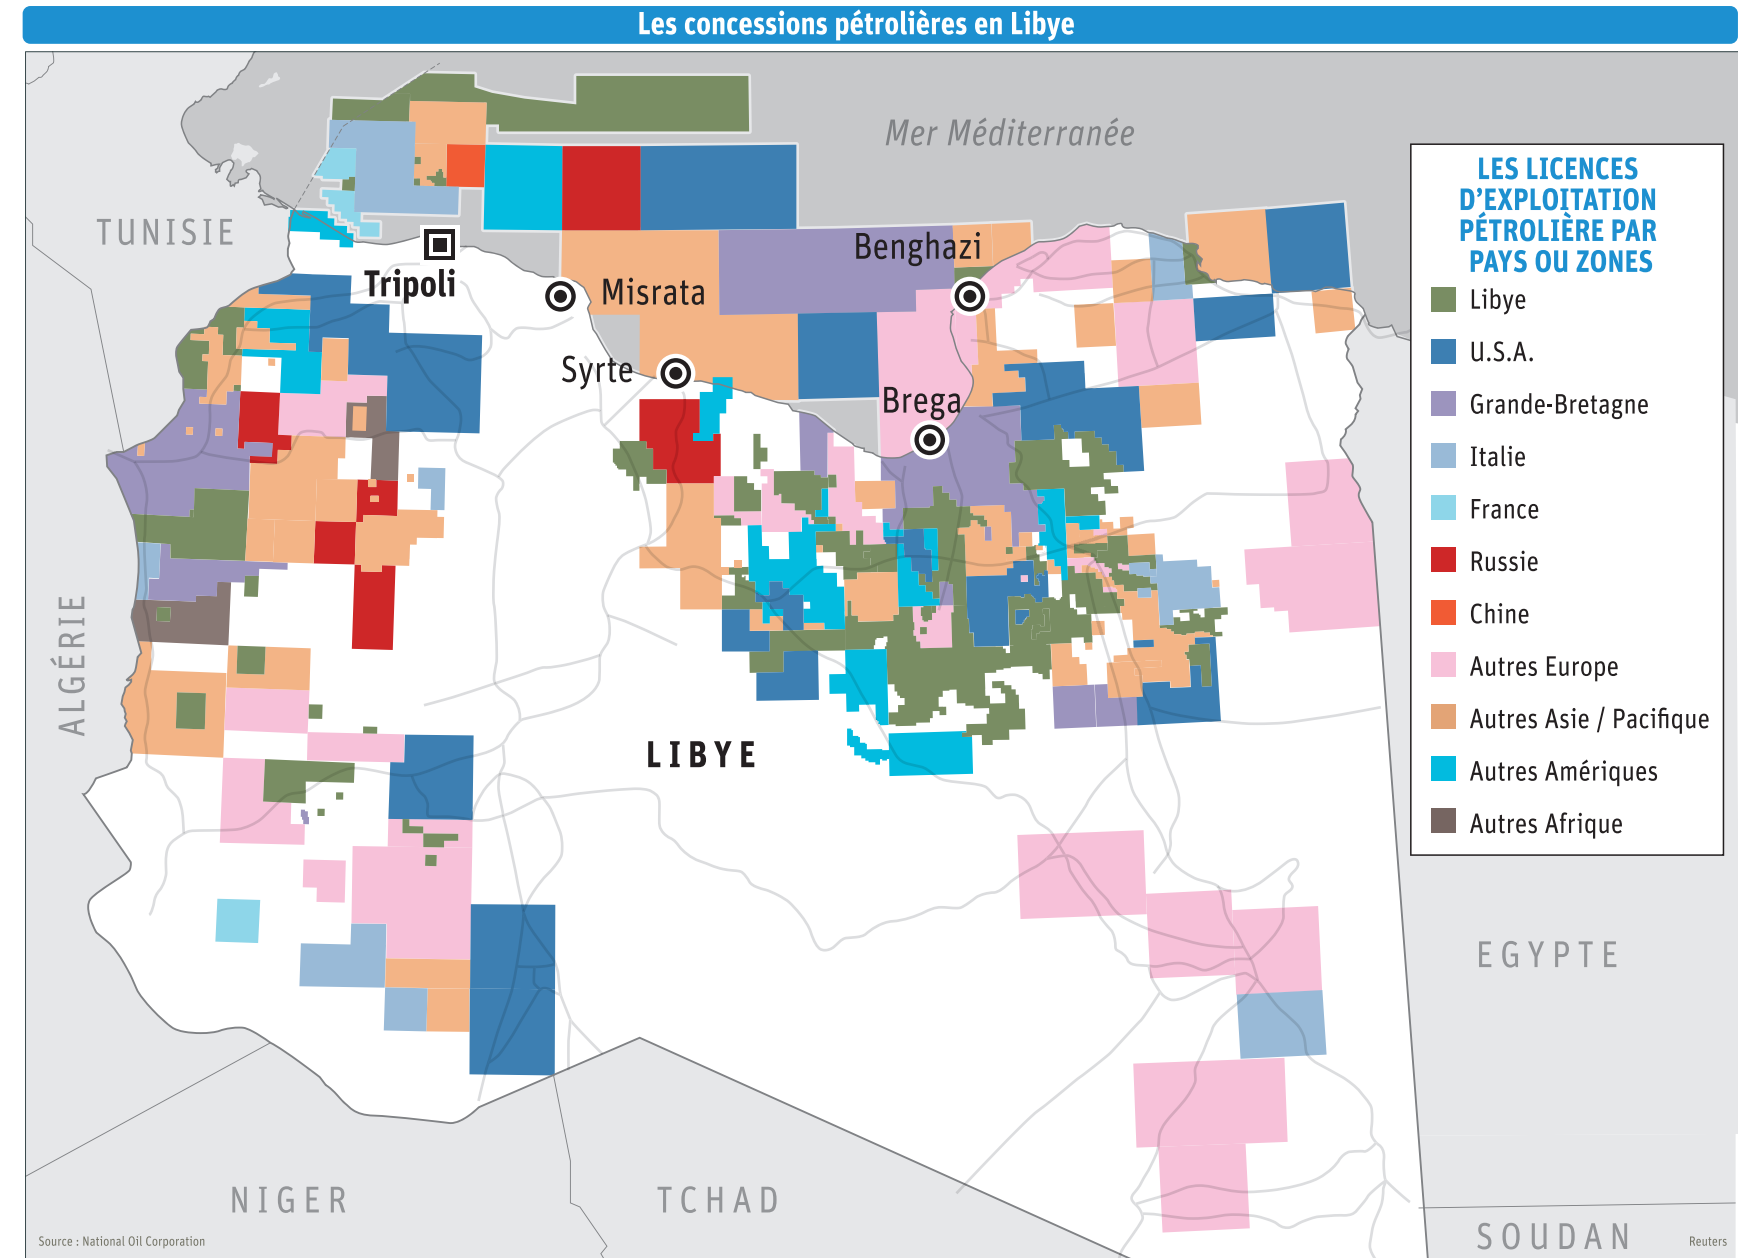 Les concessions pétrolières en Libye
Mer Méditerranée
TUNISIE
Tripoli
Benghazi
Misrata
Syrte
Brega
ALGÉRIE
LIBYE
EGYPTE
NIGER
TCHAD
SOUDAN
LES LICENCES
D'EXPLOITATION
PÉTROLIÈRE PAR
PAYS OU ZONES
Libye
U.S.A.
Grande-Bretagne
Italie
France
Russie
Chine
Autres Europe
Autres Asie / Pacifique
Autres Amériques
Autres Afrique
Source : National Oil Corporation
Reuters